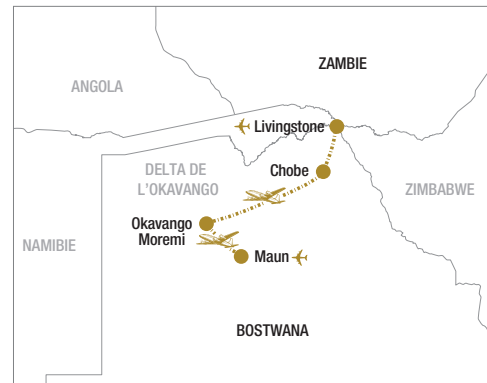 ZAMBIE
ANGOLA
Livingstone
DELTA DE
L'OKAVANGO
Chobe
ZIMBABWE
Okavango
Moremi
NAMIBIE
Maun
BOSTWANA